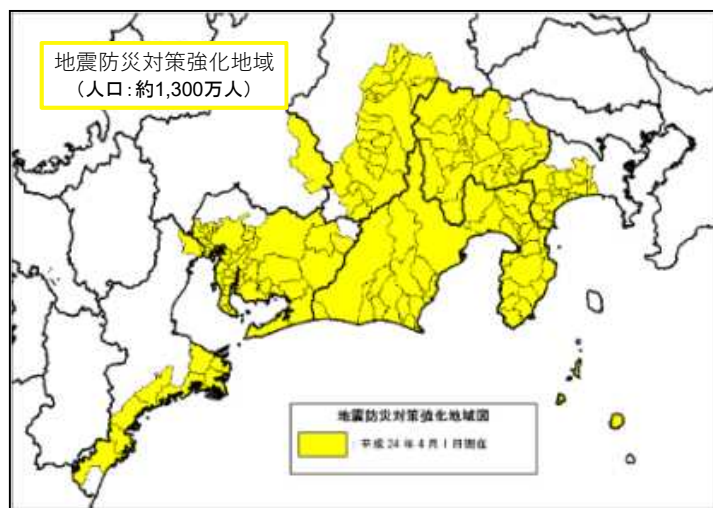 地震防災対策強化地域
（人口：約1,300万人）
地震防災対策強化地域図
：平成 24 年 4 月 1 日現在